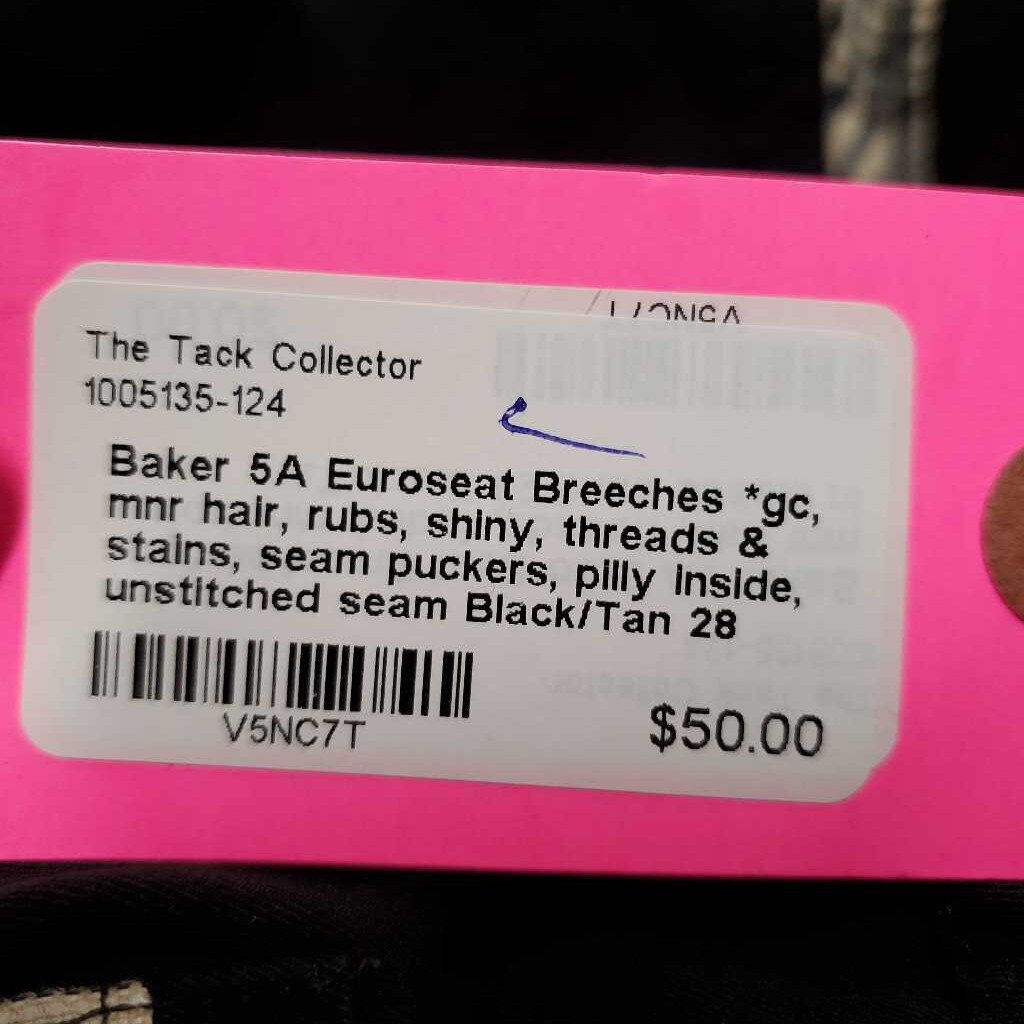 The Tack Collector
1005135-124
Baker 5A Euroseat Breeches *gc,
mnr hair, rubs, shiny, threads &
stains, seam puckers, pilly inside,
unstitched seam Black/Tan 28
V5NC7T
$50.00